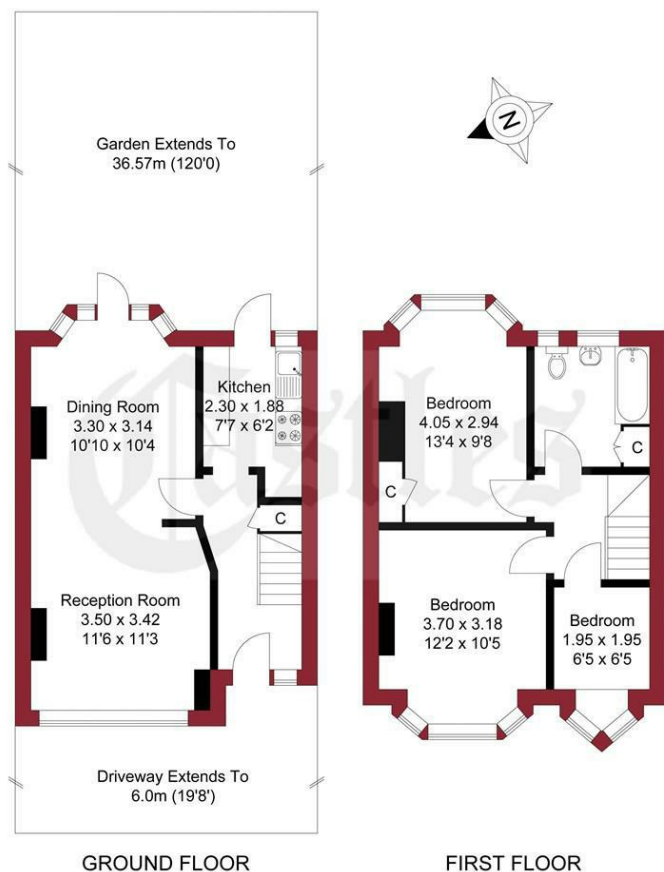 Garden Extends To
36.57m (120'0)
N
Kitchen
2.30 x 1.88
7'7 x 6'2
Dining Room
3.30 x 3.14
10'10 x 10'4
C
Reception Room
3.50 x 3.42
11'6 x 11'3
Driveway Extends To
6.0m (19'8')
GROUND FLOOR
Bedroom
4.05 x 2.94
13'4 x 9'8
C
C
Bedroom
3.70 x 3.18
12'2 x 10'5
Bedroom
1.95 x 1.95
6'5 x 6'5
FIRST FLOOR
Castles